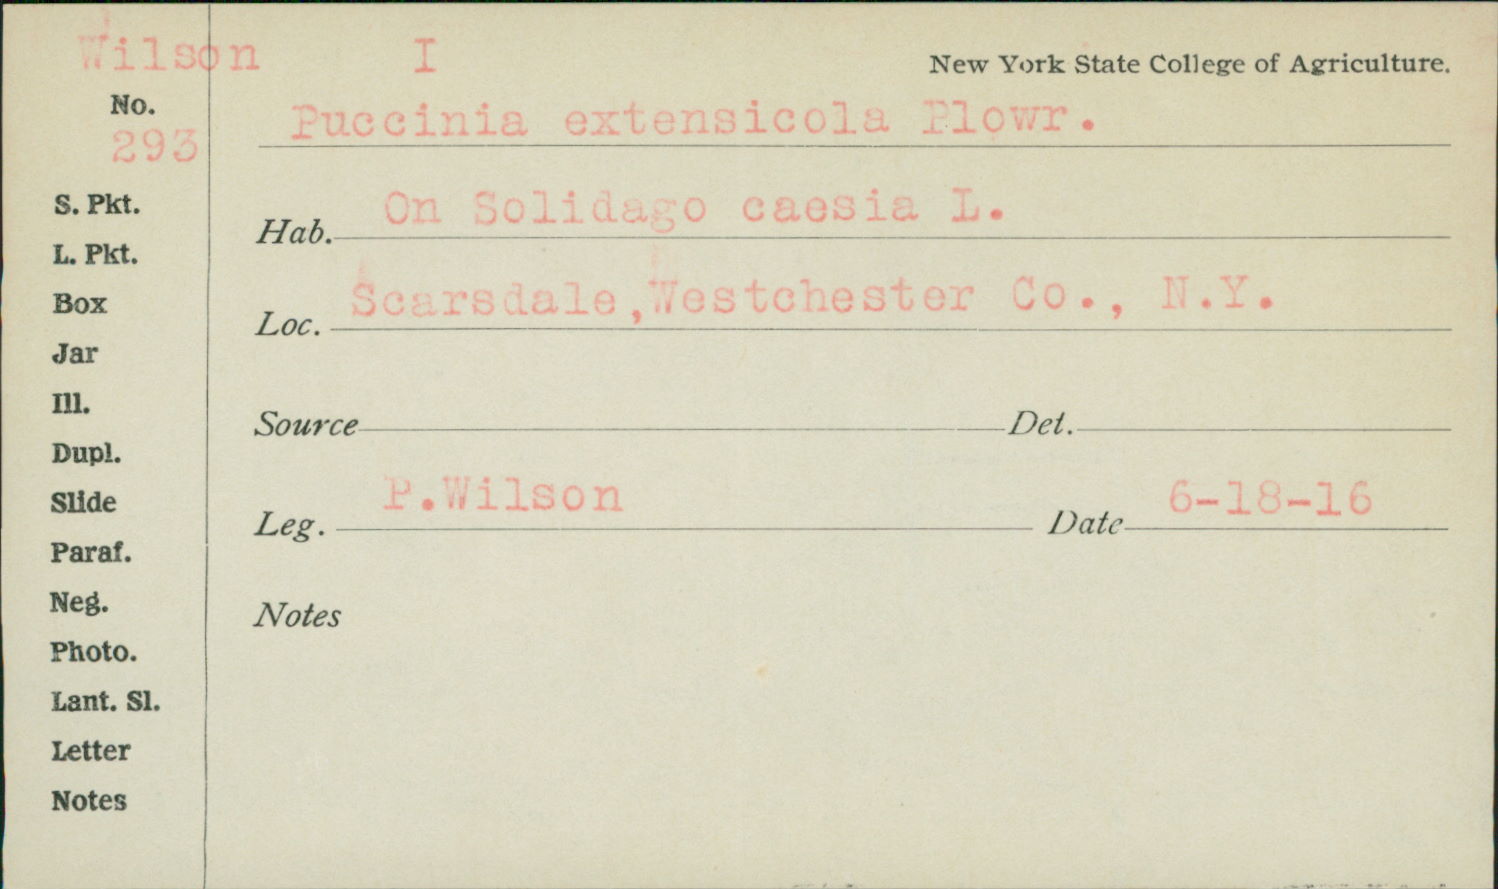 Wilson I
New York State College of Agriculture.
No.
293
Puccinia extensicola Plowr.
S. Pkt.
Hab. On Solidago caesia L.
L. Pkt.
Box
Loc. Scarsdale, Westchester Co., N.Y.
Jar
Ill.
Source Det.
Dupl.
Slide
Leg. P.Wilson Date 6-18-16
Paraf.
Neg.
Notes
Photo.
Lant. Sl.
Letter
Notes